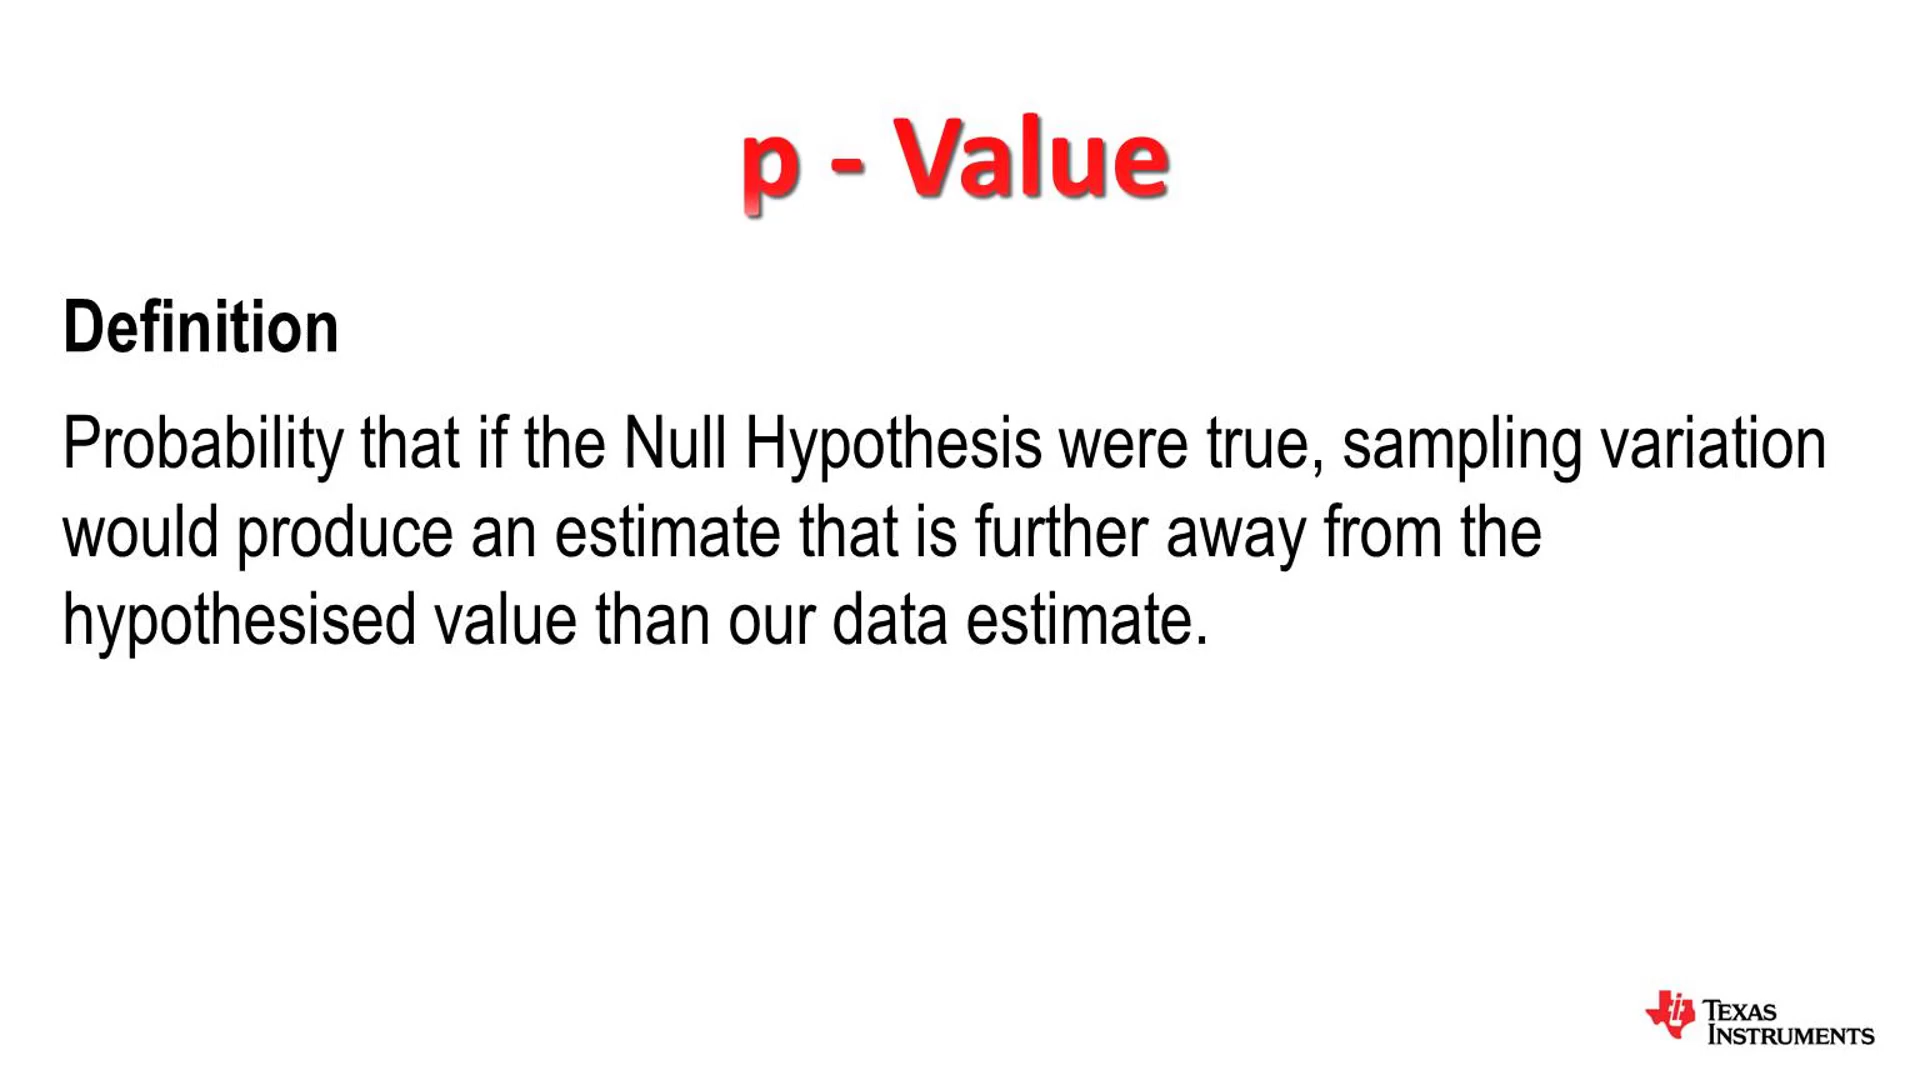 p - Value
Definition
Probability that if the Null Hypothesis were true, sampling variation
would produce an estimate that is further away from the
hypothesised value than our data estimate.
TEXAS
INSTRUMENTS